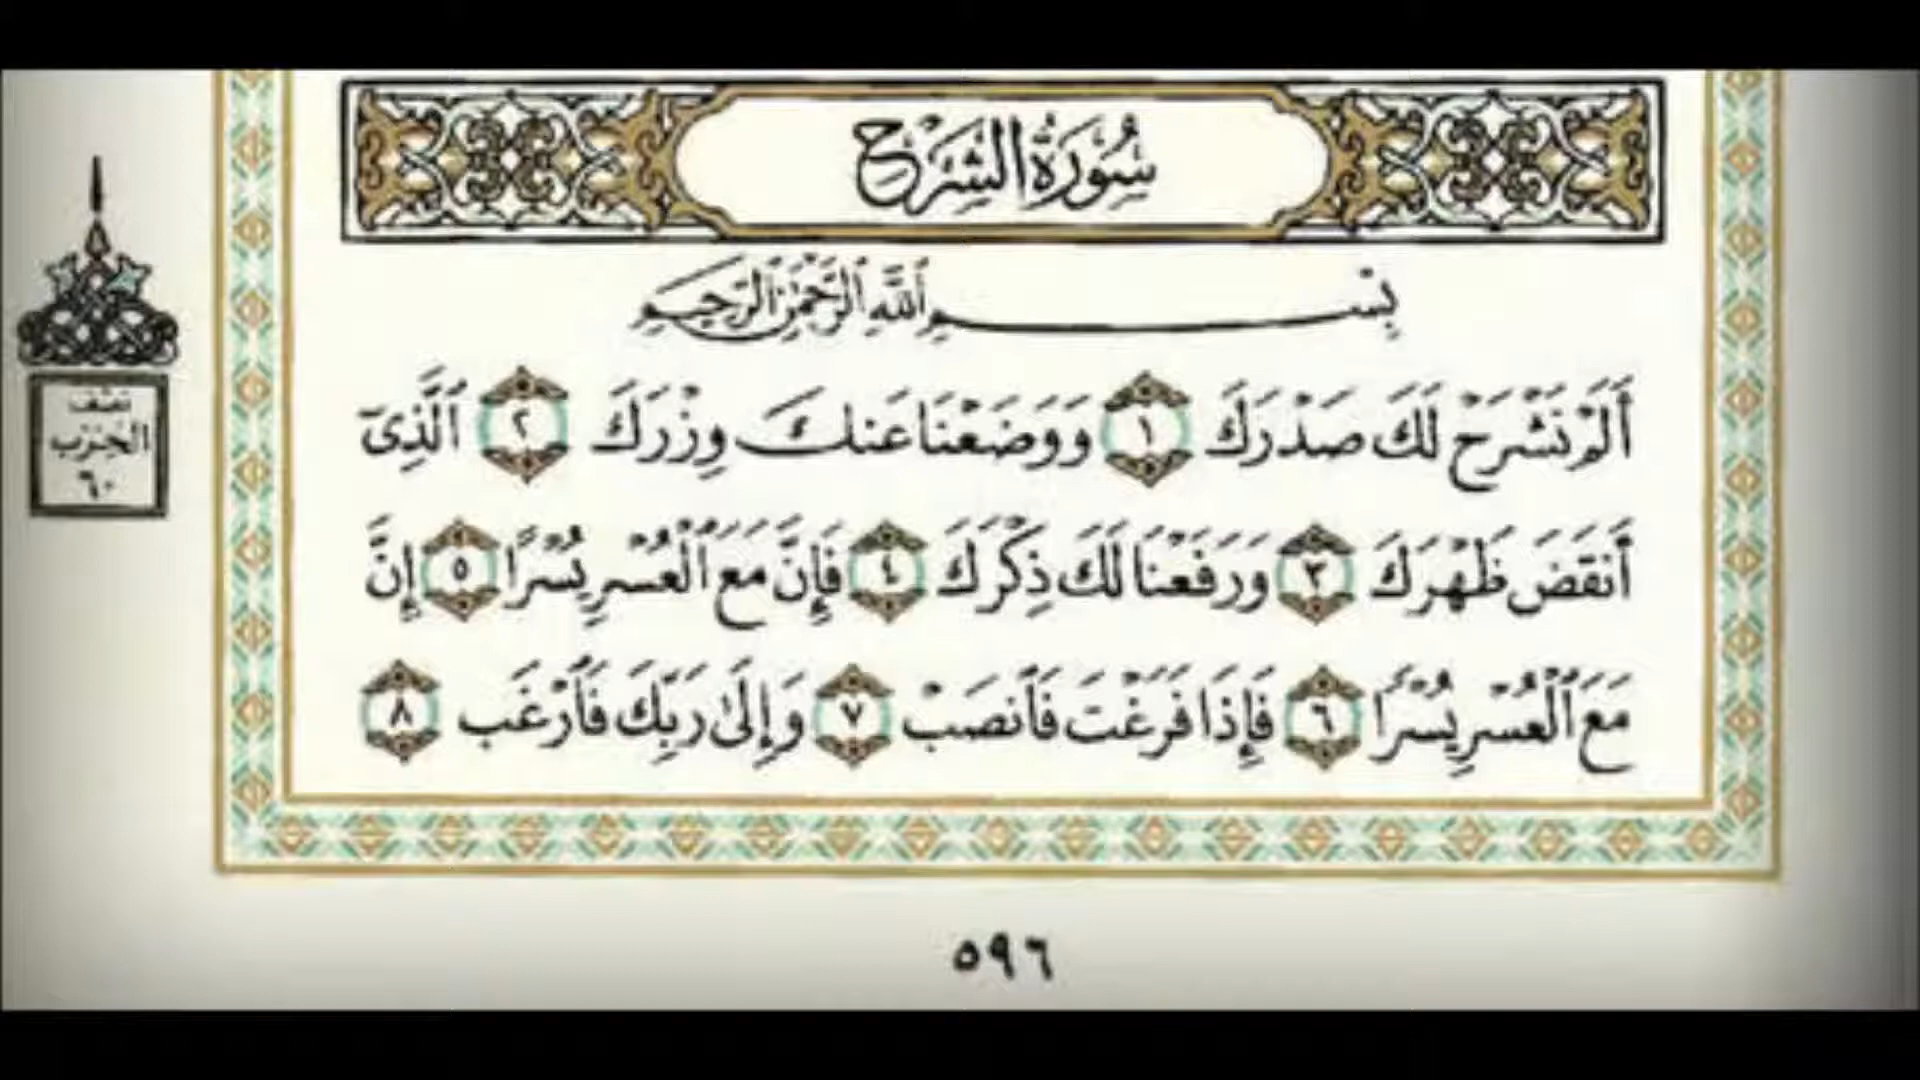 سُورَةُ الشَّرْحِ
بِسْمِ ٱللَّهِ ٱلرَّحْمَٰنِ ٱلرَّحِيمِ
أَلَمْ نَشْرَحْ لَكَ صَدْرَكَ ١ وَوَضَعْنَا عَنكَ وِزْرَكَ ٢ ٱلَّذِىٓ
أَنقَضَ ظَهْرَكَ ٣ وَرَفَعْنَا لَكَ ذِكْرَكَ ٤ فَإِنَّ مَعَ ٱلْعُسْرِ يُسْرًا ٥ إِنَّ
مَعَ ٱلْعُسْرِ يُسْرًا ٦ فَإِذَا فَرَغْتَ فَٱنصَبْ ٧ وَإِلَىٰ رَبِّكَ فَٱرْغَب ٨
نصف
الحزب
٦٠
٥٩٦